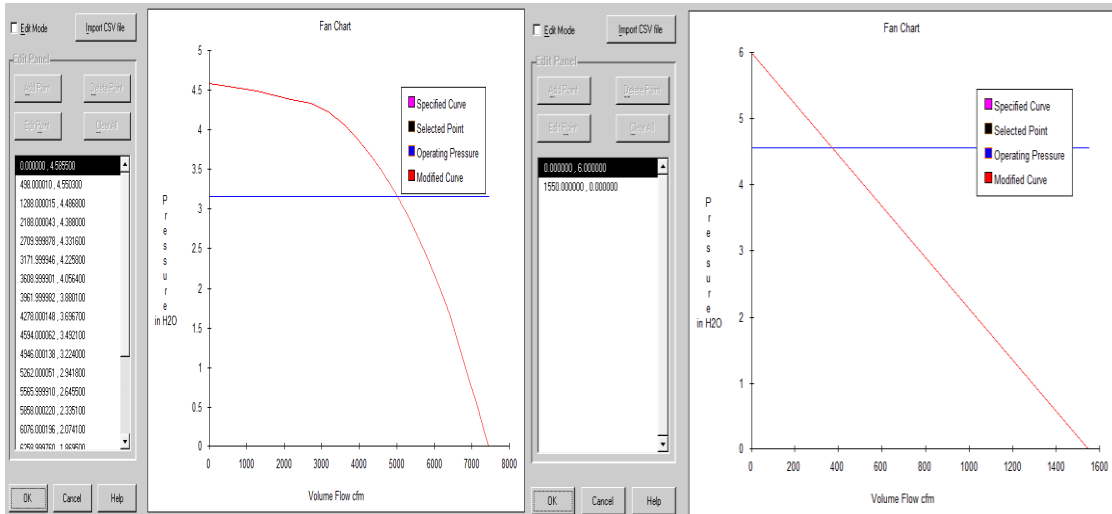 Edit Mode
Import CSV file
Edit Panel
Add Point
Delete Point
Edit Point
Clear All
0.000000 , 4.585500
498.000010 , 4.550300
1288.000015 , 4.486800
2188.000043 , 4.388000
2709.999878 , 4.331600
3171.999946 , 4.225800
3608.999901 , 4.056400
3961.999982 , 3.880100
4278.000148 , 3.696700
4594.000062 , 3.492100
4946.000138 , 3.224000
5262.000051 , 2.941800
5565.999910 , 2.645500
5858.000220 , 2.335100
6076.000196 , 2.074100
6258.999760 , 1.869500
OK
Cancel
Help
Fan Chart
5
4.5
4
3.5
3
2.5
2
1.5
1
0.5
0
Pressure
in H2O
Specified Curve
Selected Point
Operating Pressure
Modified Curve
0 1000 2000 3000 4000 5000 6000 7000 8000
Volume Flow cfm
Edit Mode
Import CSV file
Edit Panel
Add Point
Delete Point
Edit Point
Clear All
0.000000 , 6.000000
1550.000000 , 0.000000
OK
Cancel
Help
Fan Chart
6
5
4
3
2
1
0
Pressure
in H2O
Specified Curve
Selected Point
Operating Pressure
Modified Curve
0 200 400 600 800 1000 1200 1400 1600
Volume Flow cfm